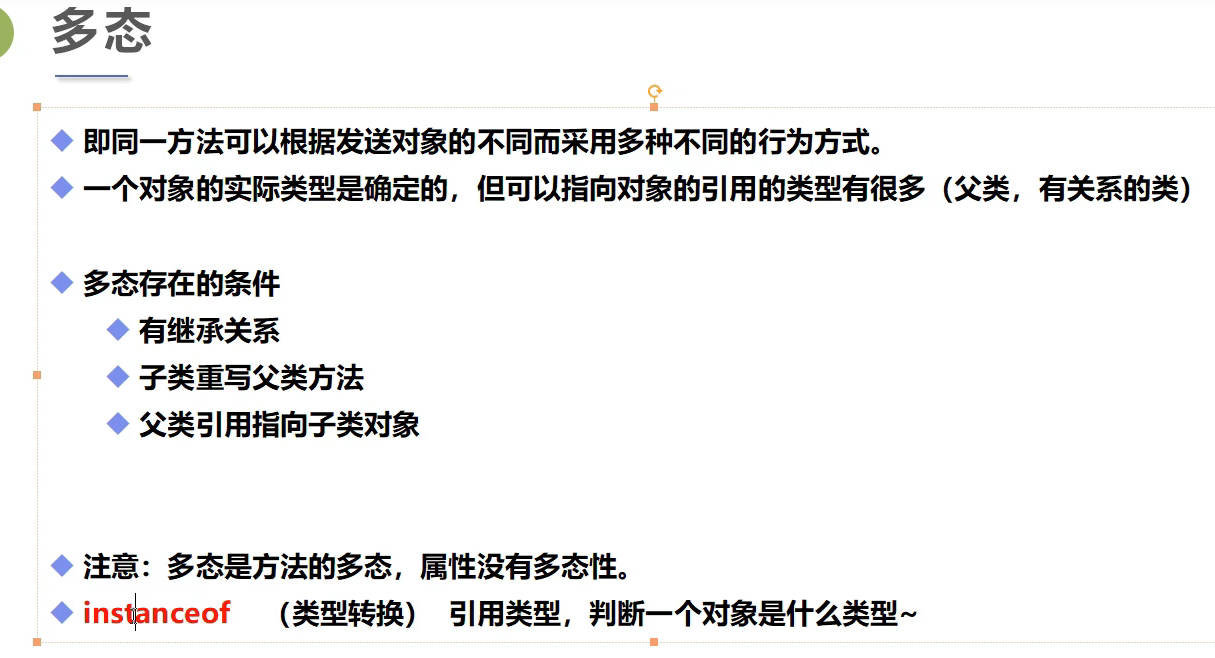 多态
即同一方法可以根据发送对象的不同而采用多种不同的行为方式。
一个对象的实际类型是确定的，但可以指向对象的引用的类型有很多（父类，有关系的类）
多态存在的条件
有继承关系
子类重写父类方法
父类引用指向子类对象
注意：多态是方法的多态，属性没有多态性。
instanceof （类型转换） 引用类型，判断一个对象是什么类型~